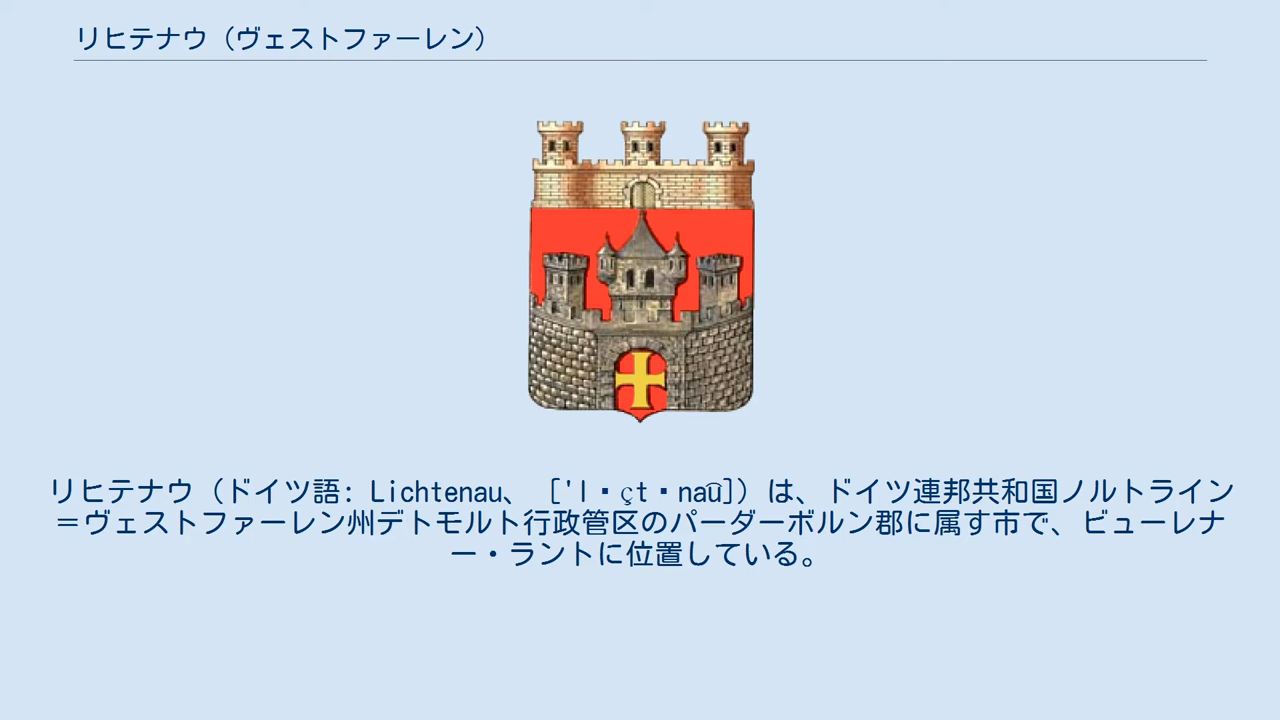 リヒテナウ（ヴェストファーレン）
リヒテナウ（ドイツ語: Lichtenau、 ['l·çt·nau͡]）は、ドイツ連邦共和国ノルトライン
＝ヴェストファーレン州デトモルト行政管区のパーダーボルン郡に属す市で、ビューレナ
ー・ラントに位置している。